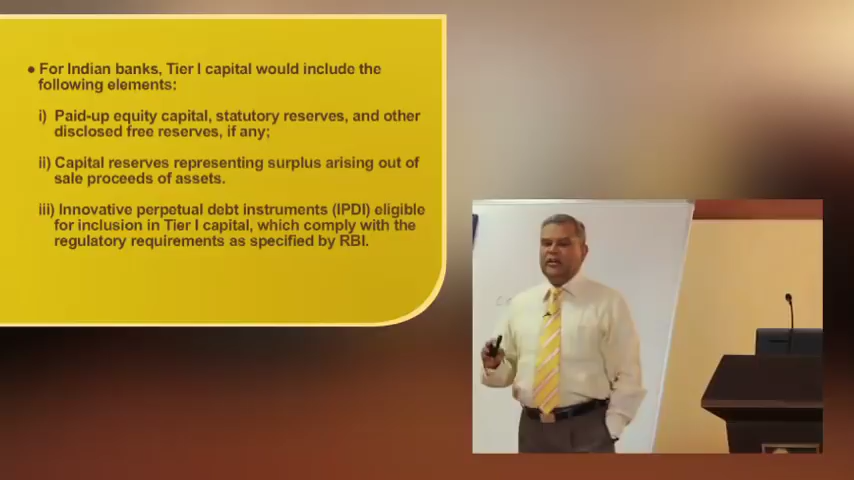 ● For Indian banks, Tier I capital would include the
following elements:
i) Paid-up equity capital, statutory reserves, and other
disclosed free reserves, if any;
ii) Capital reserves representing surplus arising out of
sale proceeds of assets.
iii) Innovative perpetual debt instruments (IPDI) eligible
for inclusion in Tier I capital, which comply with the
regulatory requirements as specified by RBI.